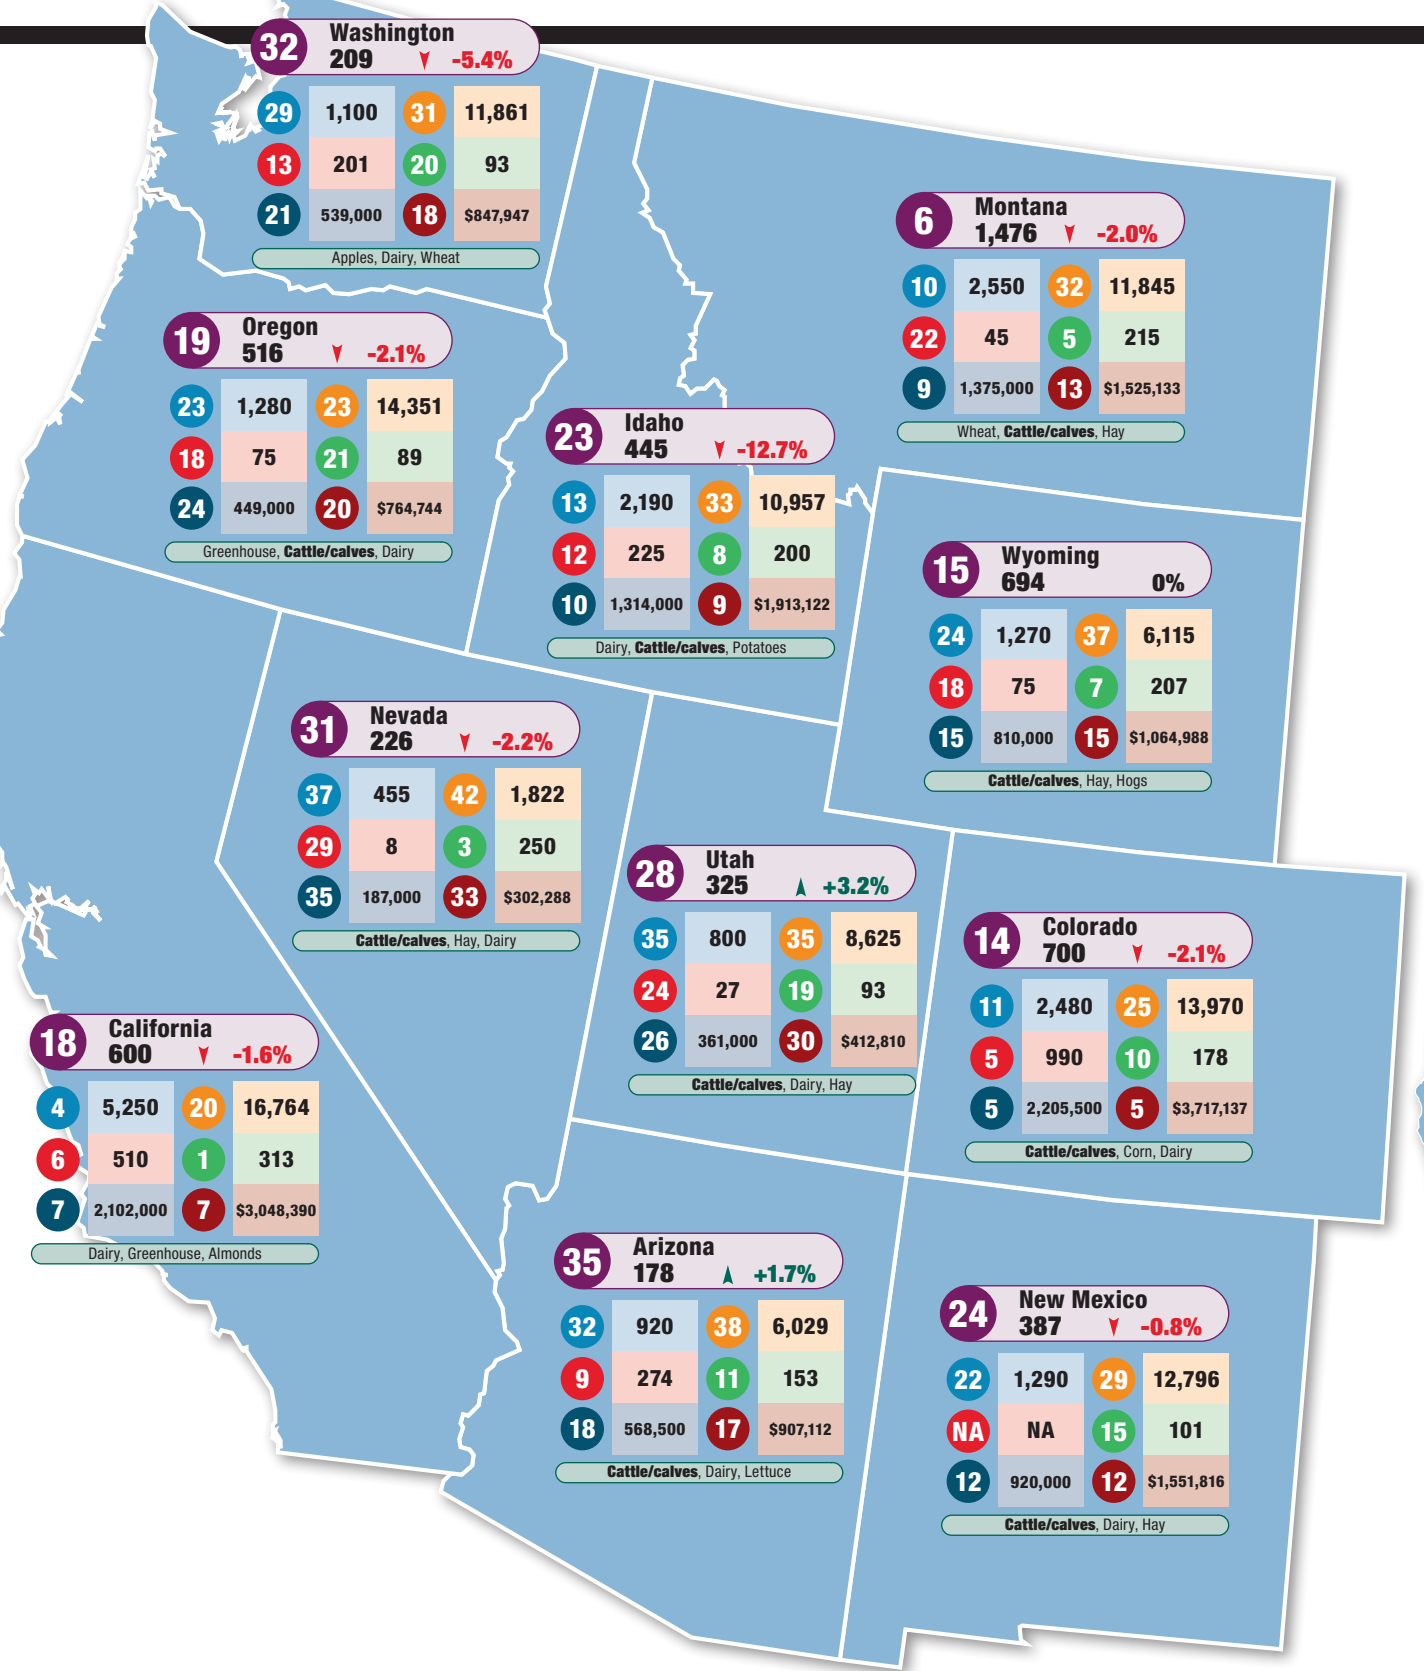 32 Washington
209 -5.4%
29 1,100 31 11,861
13 201 20 93
21 539,000 18 $847,947
Apples, Dairy, Wheat
6 Montana
1,476 -2.0%
10 2,550 32 11,845
22 45 5 215
9 1,375,000 13 $1,525,133
Wheat, Cattle/calves, Hay
19 Oregon
516 -2.1%
23 1,280 23 14,351
18 75 21 89
24 449,000 20 $764,744
Greenhouse, Cattle/calves, Dairy
23 Idaho
445 -12.7%
13 2,190 33 10,957
12 225 8 200
10 1,314,000 9 $1,913,122
Dairy, Cattle/calves, Potatoes
15 Wyoming
694 0%
24 1,270 37 6,115
18 75 7 207
15 810,000 15 $1,064,988
Cattle/calves, Hay, Hogs
31 Nevada
226 -2.2%
37 455 42 1,822
29 8 3 250
35 187,000 33 $302,288
Cattle/calves, Hay, Dairy
28 Utah
325 +3.2%
35 800 35 8,625
24 27 19 93
26 361,000 30 $412,810
Cattle/calves, Dairy, Hay
14 Colorado
700 -2.1%
11 2,480 25 13,970
5 990 10 178
5 2,205,500 5 $3,717,137
Cattle/calves, Corn, Dairy
18 California
600 -1.6%
4 5,250 20 16,764
6 510 1 313
7 2,102,000 7 $3,048,390
Dairy, Greenhouse, Almonds
35 Arizona
178 +1.7%
32 920 38 6,029
9 274 11 153
18 568,500 17 $907,112
Cattle/calves, Dairy, Lettuce
24 New Mexico
387 -0.8%
22 1,290 29 12,796
NA NA 15 101
12 920,000 12 $1,551,816
Cattle/calves, Dairy, Hay